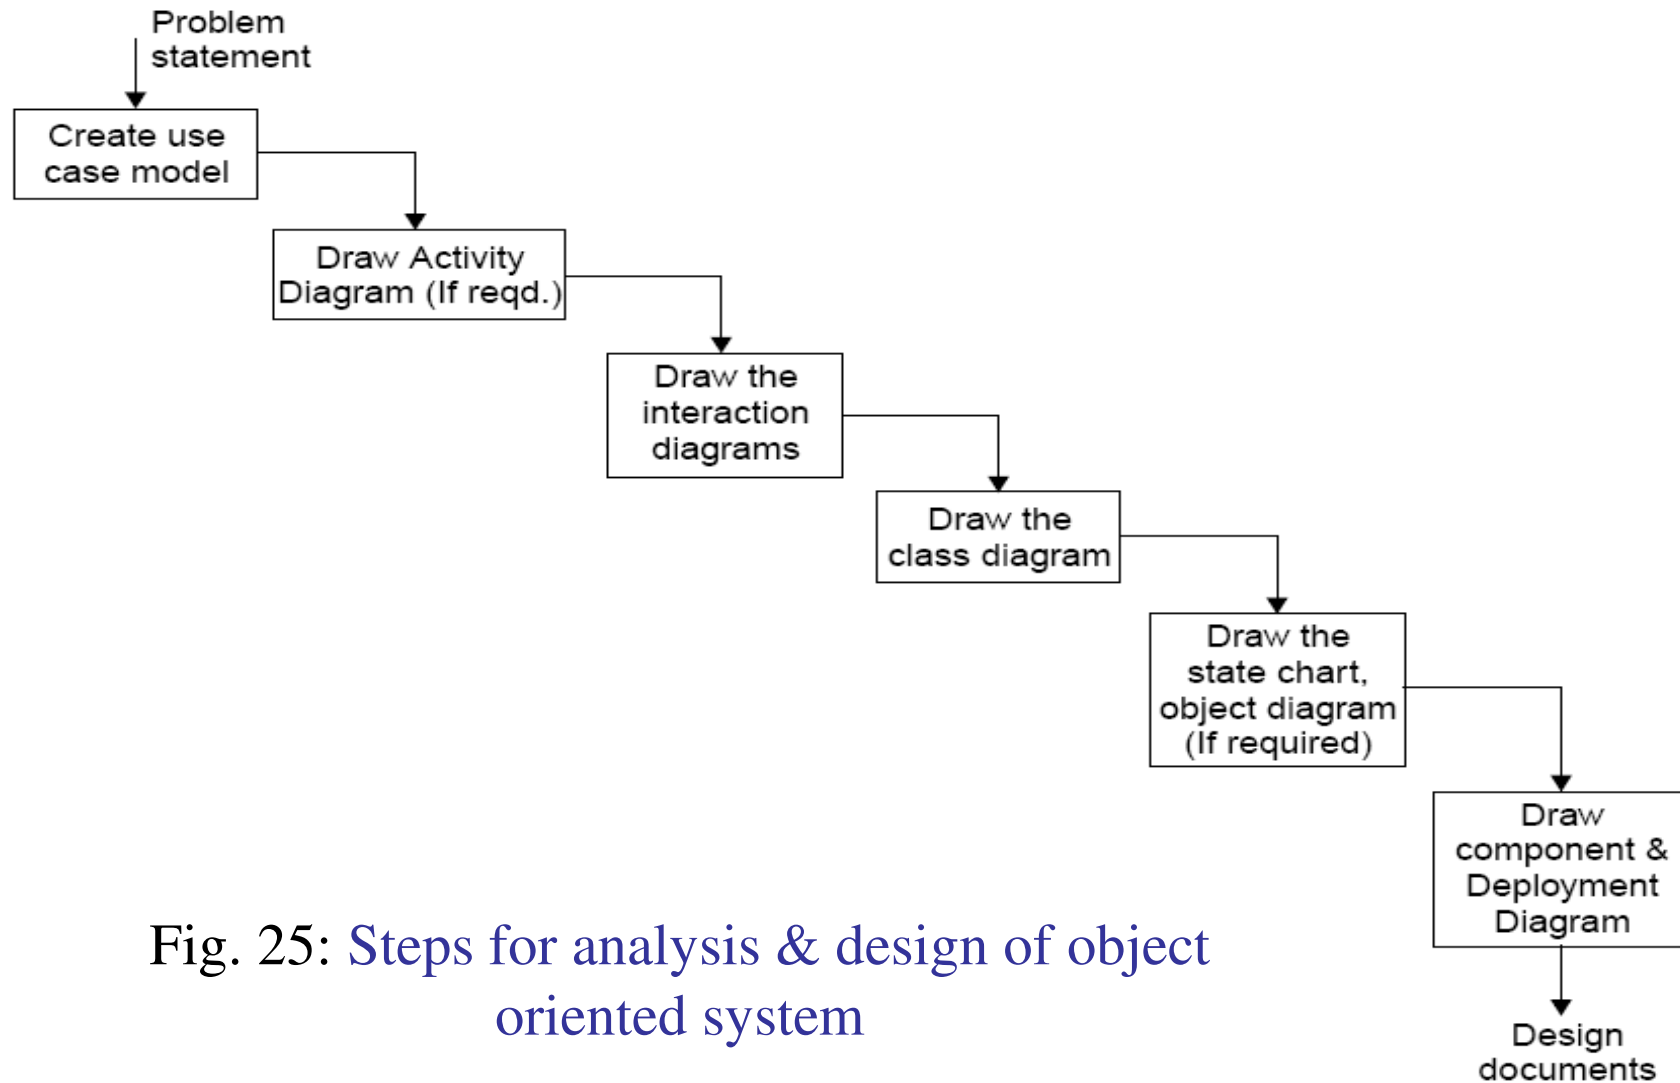 Problem
statement
Create use
case model
Draw Activity
Diagram (If reqd.)
Draw the
interaction
diagrams
Draw the
class diagram
Draw the
state chart,
object diagram
(If required)
Draw
component &
Deployment
Diagram
Design
documents
Fig. 25: Steps for analysis & design of object
oriented system